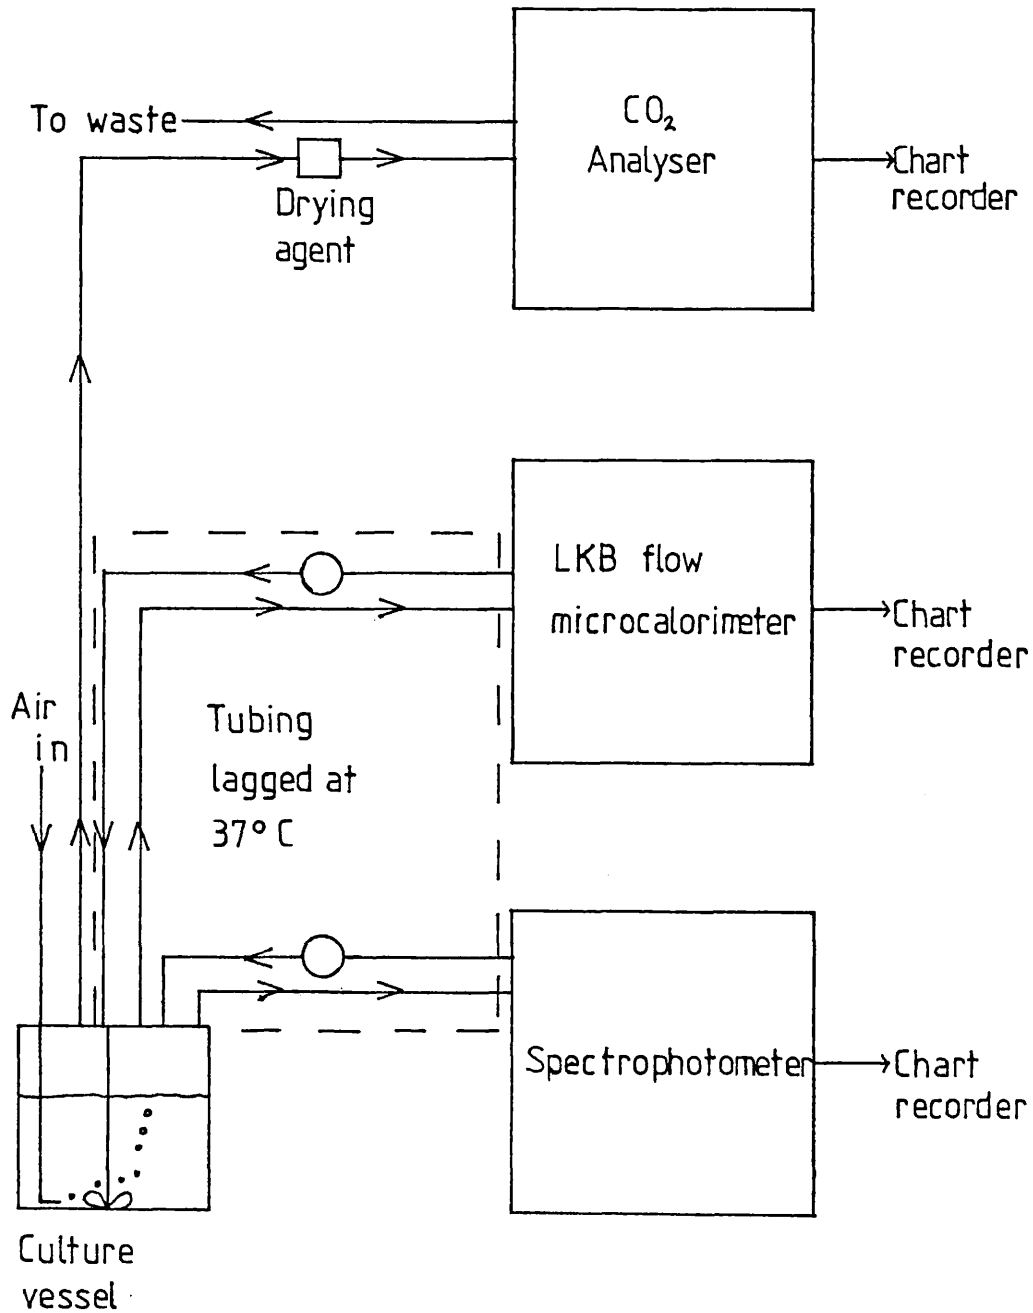 To waste
CO₂
Analyser
Chart
recorder
Drying
agent
LKB flow
microcalorimeter
Chart
recorder
Air
in
Tubing
lagged at
37° C
Spectrophotometer
Chart
recorder
Culture
vessel